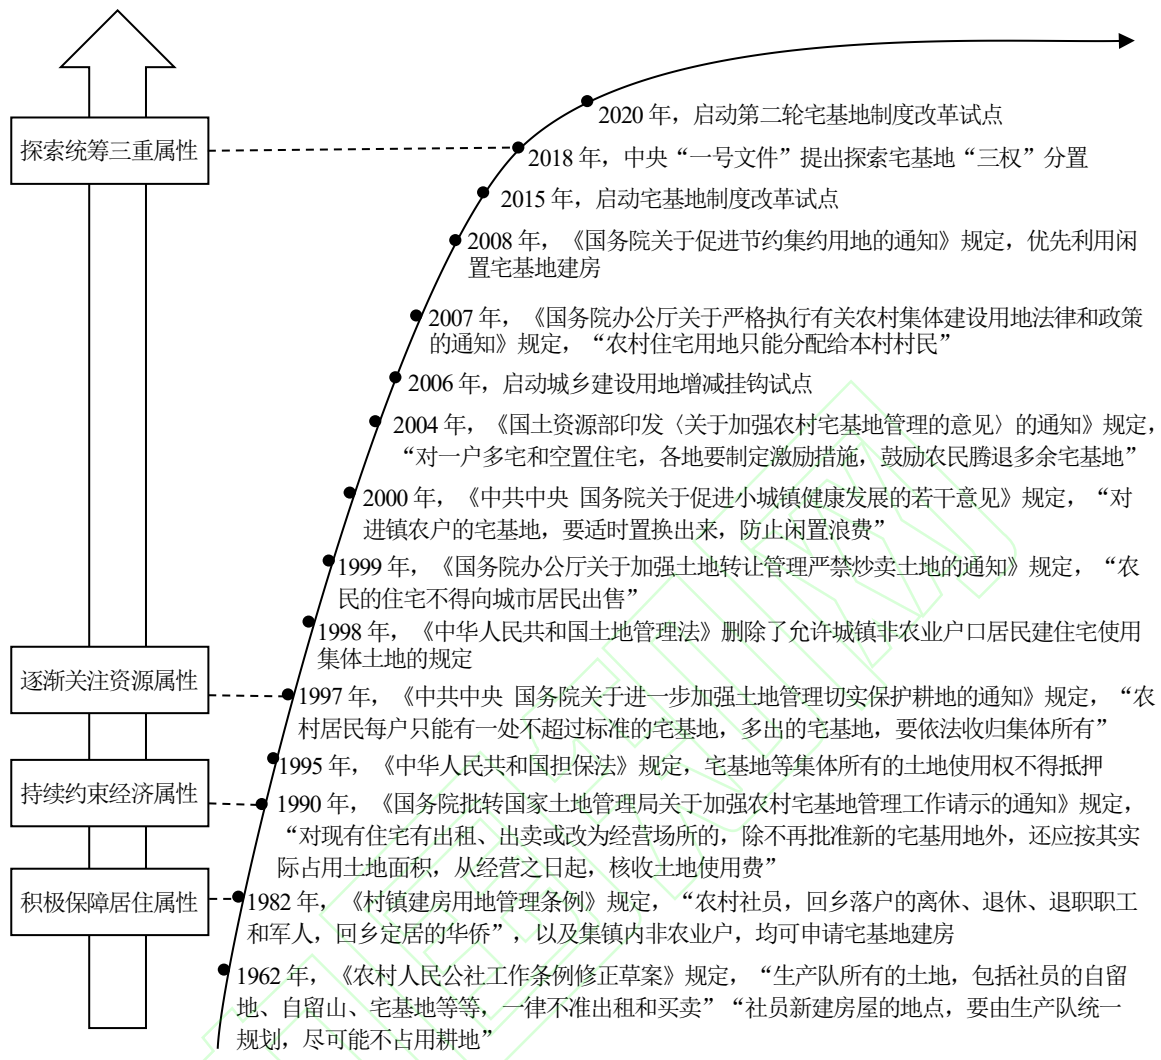 2020 年，启动第二轮宅基地制度改革试点
探索统筹三重属性
2018 年，中央“一号文件”提出探索宅基地“三权”分置
2015 年，启动宅基地制度改革试点
2008 年，《国务院关于促进节约集约用地的通知》规定，优先利用闲
置宅基地建房
2007 年，《国务院办公厅关于严格执行有关农村集体建设用地法律和政策
的通知》规定，“农村住宅用地只能分配给本村村民”
2006 年，启动城乡建设用地增减挂钩试点
2004 年，《国土资源部印发〈关于加强农村宅基地管理的意见〉的通知》规定，
“对一户多宅和空置住宅，各地要制定激励措施，鼓励农民腾退多余宅基地”
2000 年，《中共中央 国务院关于促进小城镇健康发展的若干意见》规定，“对
进镇农户的宅基地，要适时置换出来，防止闲置浪费”
1999 年，《国务院办公厅关于加强土地转让管理严禁炒卖土地的通知》规定，“农
民的住宅不得向城市居民出售”
1998 年，《中华人民共和国土地管理法》删除了允许城镇非农业户口居民建住宅使用
集体土地的规定
逐渐关注资源属性
1997 年，《中共中央 国务院关于进一步加强土地管理切实保护耕地的通知》规定，“农
村居民每户只能有一处不超过标准的宅基地，多出的宅基地，要依法收归集体所有”
1995 年，《中华人民共和国担保法》规定，宅基地等集体所有的土地使用权不得抵押
持续约束经济属性
1990 年，《国务院批转国家土地管理局关于加强农村宅基地管理工作请示的通知》规定，
“对现有住宅有出租、出卖或改为经营场所的，除不再批准新的宅基用地外，还应按其实
际占用土地面积，从经营之日起，核收土地使用费”
积极保障居住属性
1982 年，《村镇建房用地管理条例》规定，“农村社员，回乡落户的离休、退休、退职职工
和军人，回乡定居的华侨”，以及集镇内非农业户，均可申请宅基地建房
1962 年，《农村人民公社工作条例修正草案》规定，“生产队所有的土地，包括社员的自留
地、自留山、宅基地等等，一律不准出租和买卖”“社员新建房屋的地点，要由生产队统一
规划，尽可能不占用耕地”